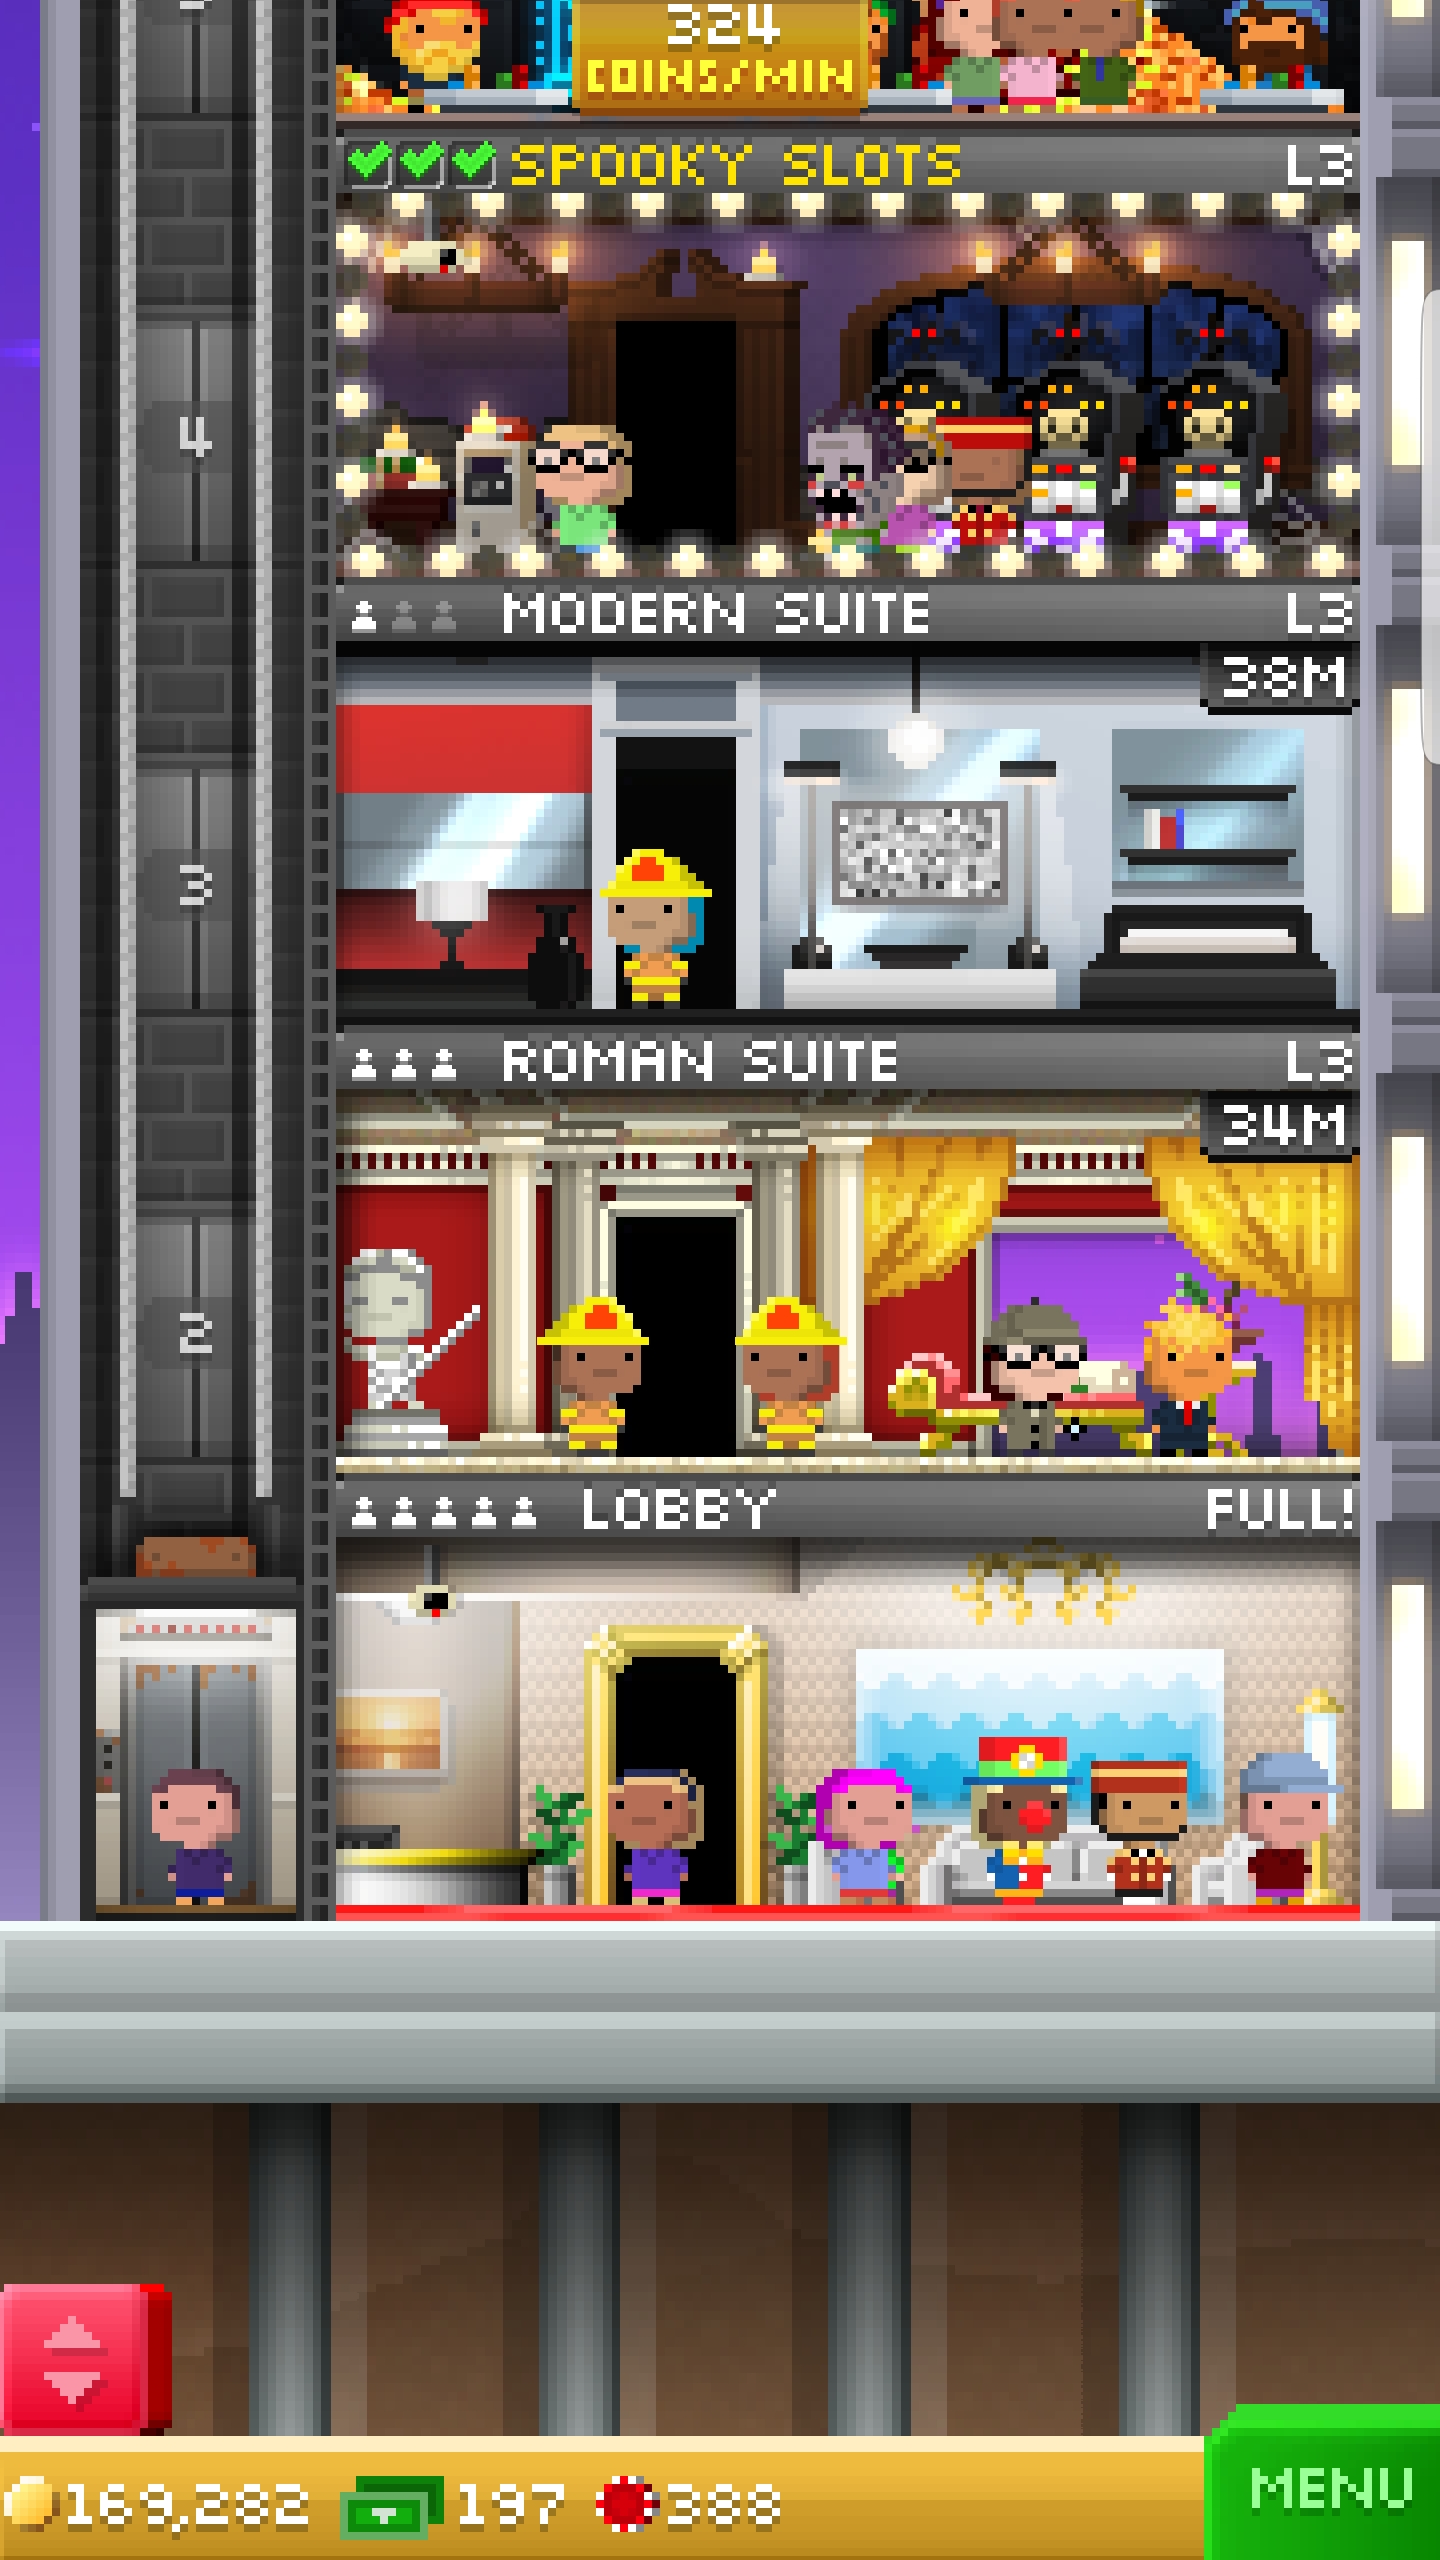 324
COINS/MIN
SPOOKY SLOTS L3
4
MODERN SUITE L3
38M
3
ROMAN SUITE L3
34M
2
LOBBY FULL!
169,282 197 388
MENU